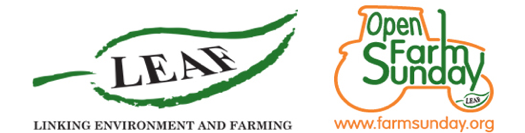 LEAF
LINKING ENVIRONMENT AND FARMING
Open
Farm
Sunday
LEAF
www.farmsunday.org